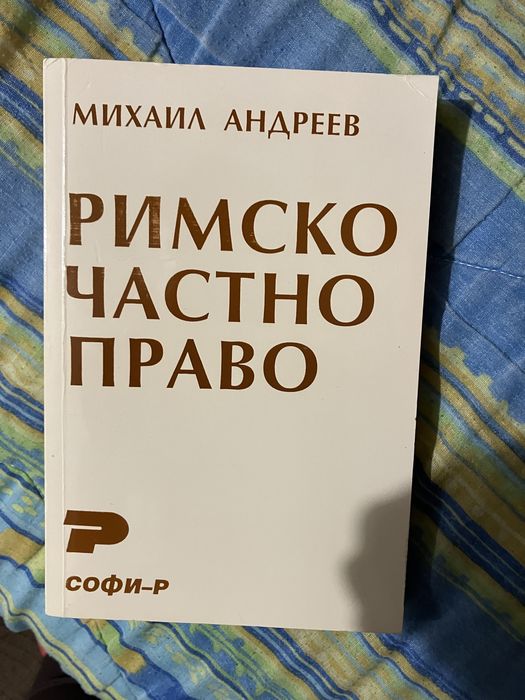 МИХАИЛ АНДРЕЕВ
РИМСКО
ЧАСТНО
ПРАВО
Р
СОФИ-Р